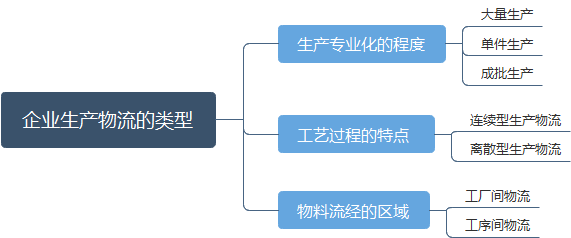 企业生产物流的类型
生产专业化的程度
大量生产
单件生产
成批生产
工艺过程的特点
连续型生产物流
离散型生产物流
物料流经的区域
工厂间物流
工序间物流